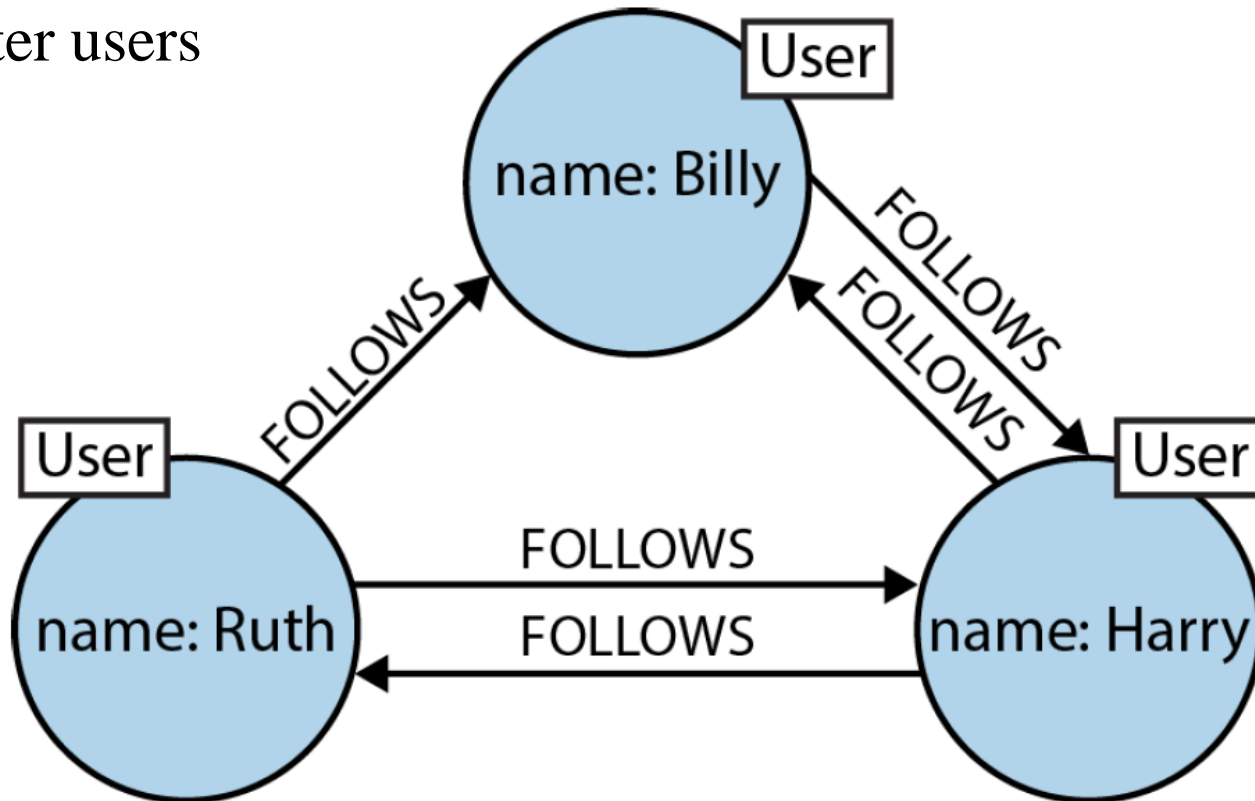 ter users
User
name: Billy
FOLLOWS
FOLLOWS
FOLLOWS
User
User
FOLLOWS
name: Ruth
FOLLOWS
name: Harry